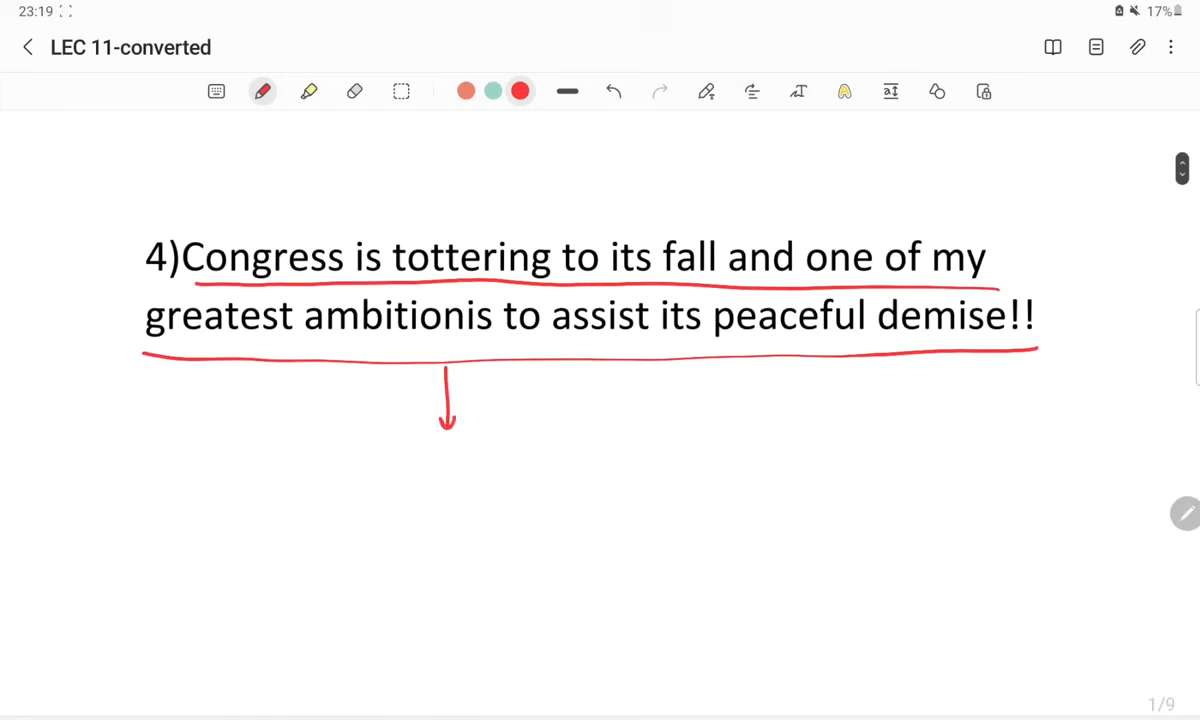 23:19
17%
LEC 11-converted
4)Congress is tottering to its fall and one of my
greatest ambitionis to assist its peaceful demise!!
1/9